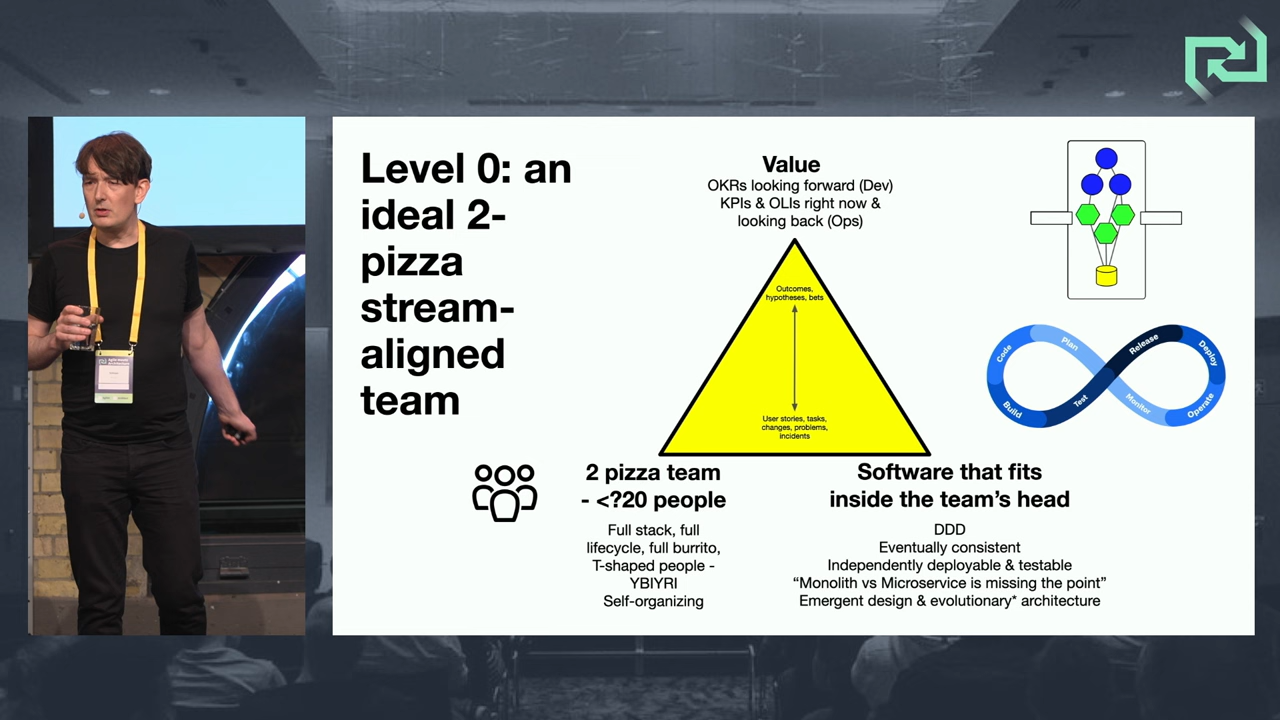 Level 0: an
ideal 2-
pizza
stream-
aligned
team
Value
OKRs looking forward (Dev)
KPIs & OLIs right now &
looking back (Ops)
Outcomes,
hypotheses, bets
User stories, tasks,
changes, problems,
incidents
2 pizza team
- <?20 people
Full stack, full
lifecycle, full burrito,
T-shaped people -
YBIYRI
Self-organizing
Software that fits
inside the team's head
DDD
Eventually consistent
Independently deployable & testable
“Monolith vs Microservice is missing the point”
Emergent design & evolutionary* architecture
Code
Plan
Release
Deploy
Build
Test
Monitor
Operate